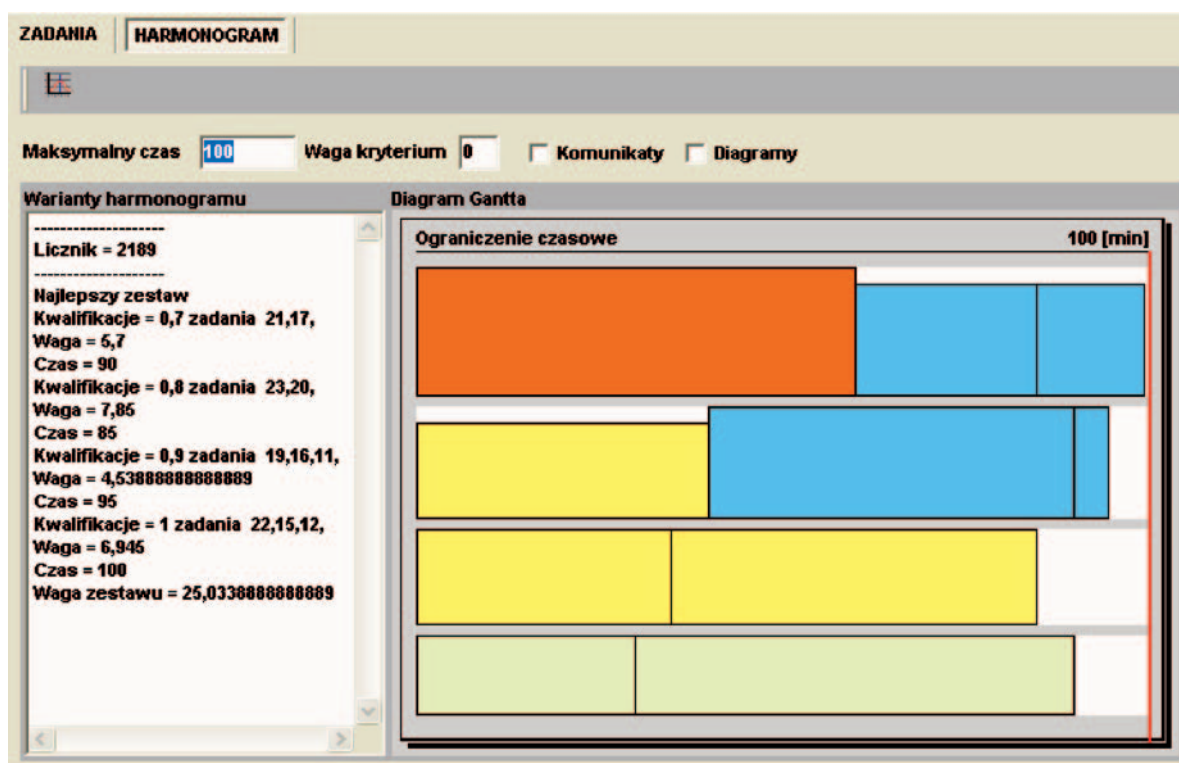 ZADANIA HARMONOGRAM
Maksymalny czas 100 Waga kryterium 0 Komunikaty Diagramy
Warianty harmonogramu
--------------------
Licznik = 2189
--------------------
Najlepszy zestaw
Kwalifikacje = 0,7 zadania 21,17,
Waga = 5,7
Czas = 90
Kwalifikacje = 0,8 zadania 23,20,
Waga = 7,85
Czas = 85
Kwalifikacje = 0,9 zadania 19,16,11,
Waga = 4,53888888888889
Czas = 95
Kwalifikacje = 1 zadania 22,15,12,
Waga = 6,945
Czas = 100
Waga zestawu = 25,0338888888889
Diagram Gantta
Ograniczenie czasowe 100 [min]